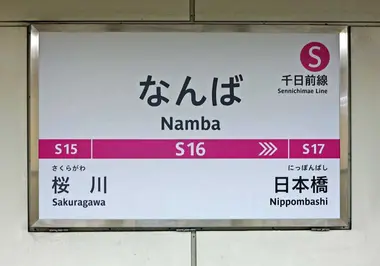 S
千日前線
Sennichimae Line
なんば
Namba
S15 S16 S17
さくらがわ
桜川
Sakuragawa
にっぽんばし
日本橋
Nippombashi